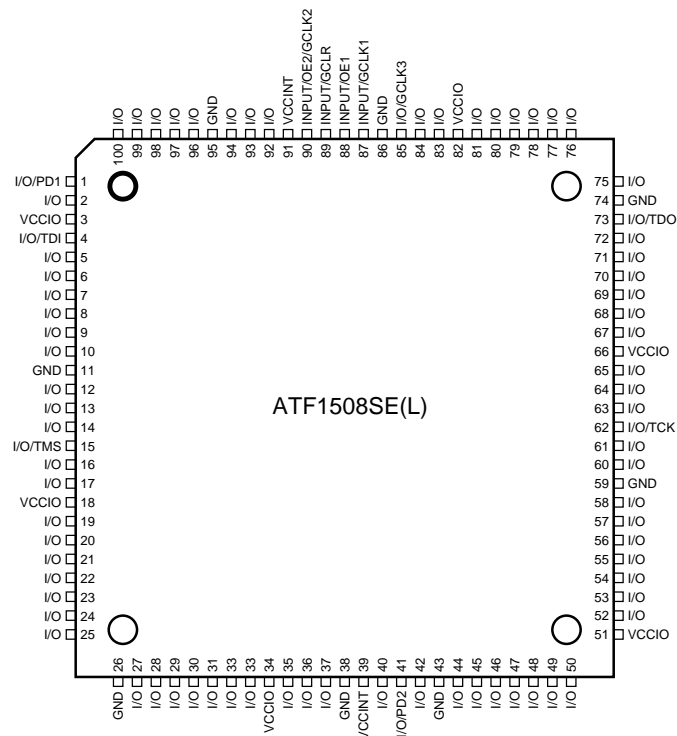 I/O 100
I/O 99
I/O 98
I/O 97
I/O 96
GND 95
I/O 94
I/O 93
I/O 92
VCCINT 91
INPUT/OE2/GCLK2 90
INPUT/GCLR 89
INPUT/OE1 88
INPUT/GCLK1 87
GND 86
I/O/GCLK3 85
I/O 84
I/O 83
VCCIO 82
I/O 81
I/O 80
I/O 79
I/O 78
I/O 77
I/O 76
I/O/PD1 1
I/O 2
VCCIO 3
I/O/TDI 4
I/O 5
I/O 6
I/O 7
I/O 8
I/O 9
I/O 10
GND 11
I/O 12
I/O 13
I/O 14
I/O/TMS 15
I/O 16
I/O 17
VCCIO 18
I/O 19
I/O 20
I/O 21
I/O 22
I/O 23
I/O 24
I/O 25
ATF1508SE(L)
75 I/O
74 GND
73 I/O/TDO
72 I/O
71 I/O
70 I/O
69 I/O
68 I/O
67 I/O
66 VCCIO
65 I/O
64 I/O
63 I/O
62 I/O/TCK
61 I/O
60 I/O
59 GND
58 I/O
57 I/O
56 I/O
55 I/O
54 I/O
53 I/O
52 I/O
51 VCCIO
GND 26
I/O 27
I/O 28
I/O 29
I/O 30
I/O 31
I/O 33
I/O 33
VCCIO 34
I/O 35
I/O 36
I/O 37
GND 38
VCCINT 39
I/O 40
I/O/PD2 41
I/O 42
GND 43
I/O 44
I/O 45
I/O 46
I/O 47
I/O 48
I/O 49
I/O 50